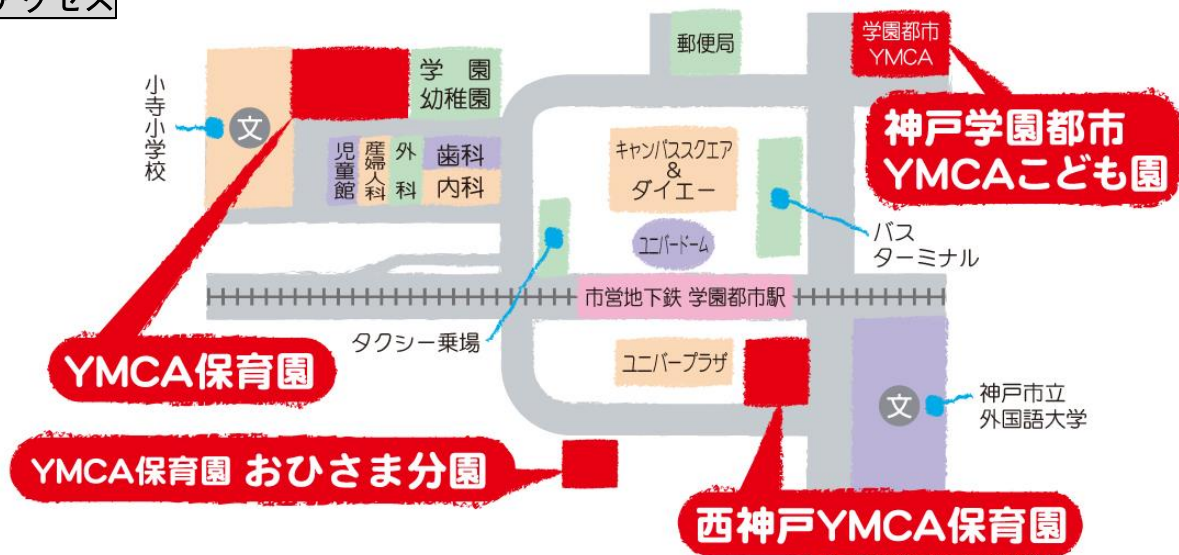 アクセス
学園都市
YMCA
郵便局
学園
幼稚園
小寺小学校
文
神戸学園都市
YMCAこども園
児童館
産婦人科
外科
歯科
内科
キャンパススクエア
&
ダイエー
ユニバードーム
バス
ターミナル
市営地下鉄 学園都市駅
タクシー乗場
YMCA保育園
ユニバープラザ
文
神戸市立
外国語大学
YMCA保育園 おひさま分園
西神戸YMCA保育園